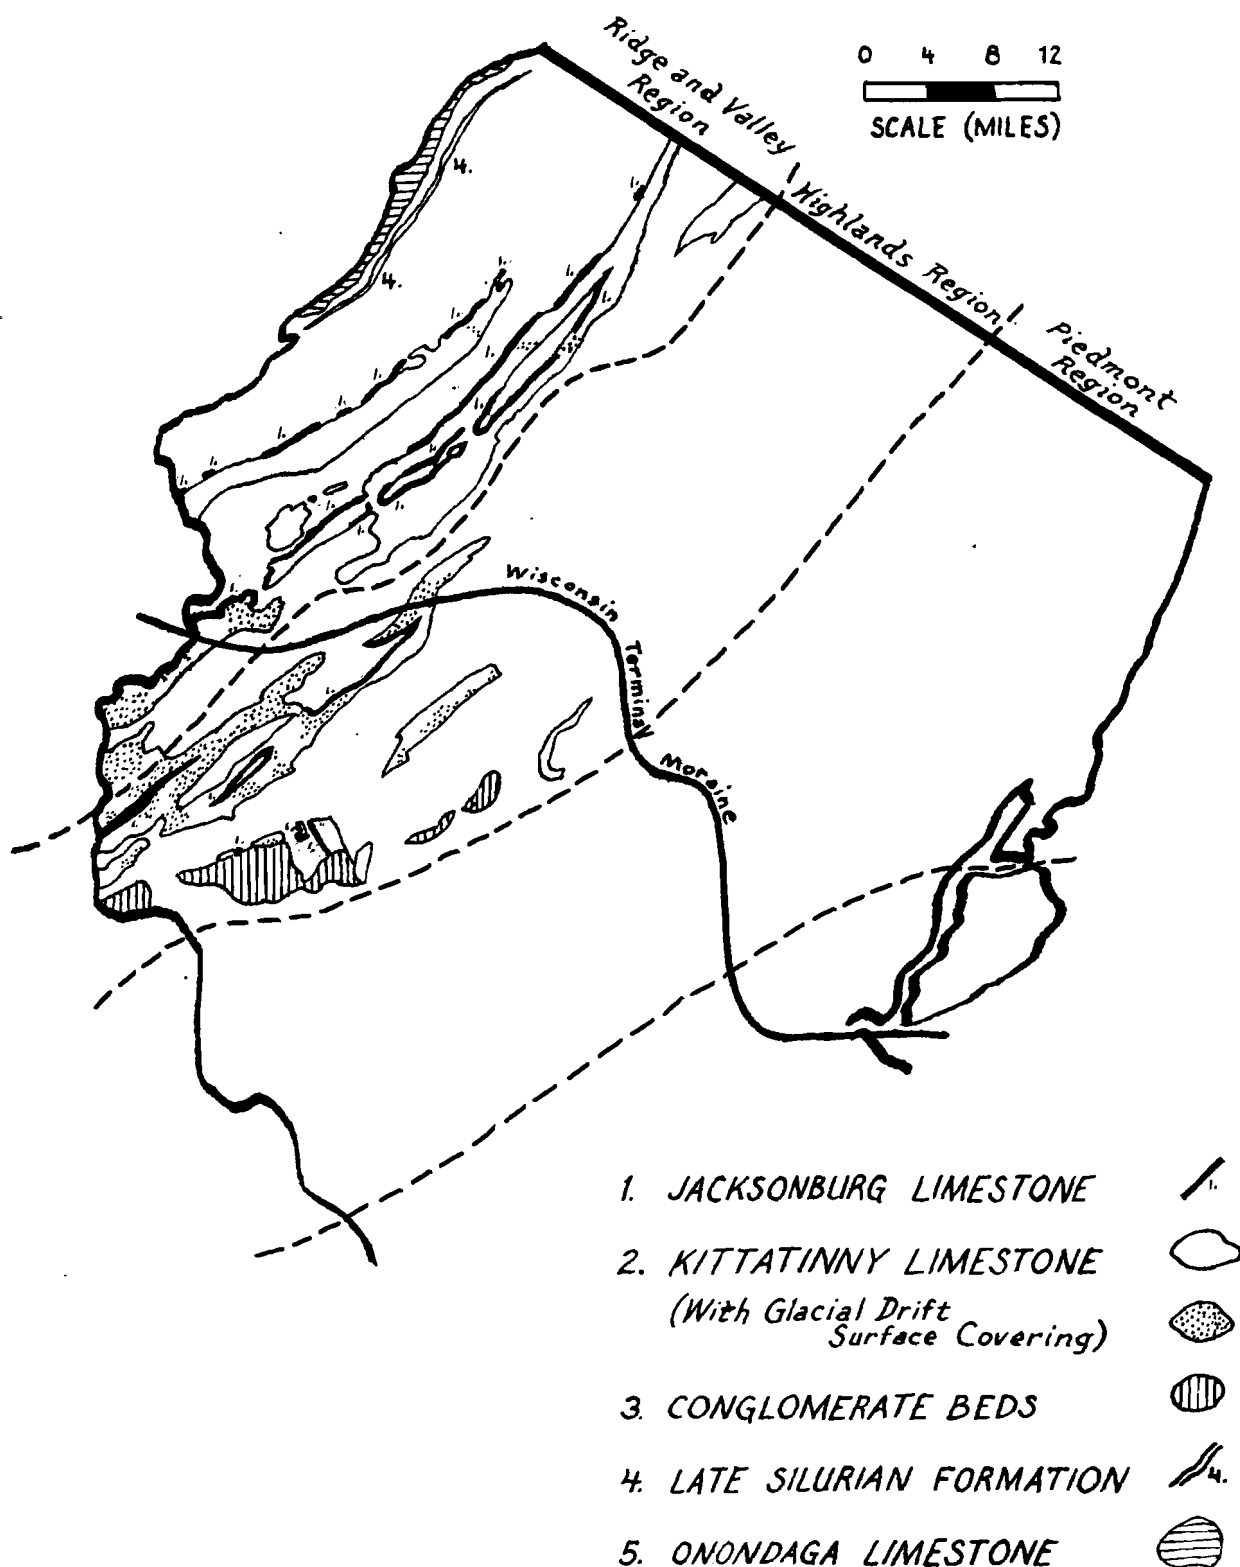 Ridge and Valley
Region
Highlands Region
Piedmont
Region
0 4 8 12
SCALE (MILES)
4.
4.
Wisconsin
Terminal
Moraine
1. JACKSONBURG LIMESTONE
1.
2. KITTATINNY LIMESTONE
(With Glacial Drift
Surface Covering)
3. CONGLOMERATE BEDS
4. LATE SILURIAN FORMATION
4.
5. ONONDAGA LIMESTONE